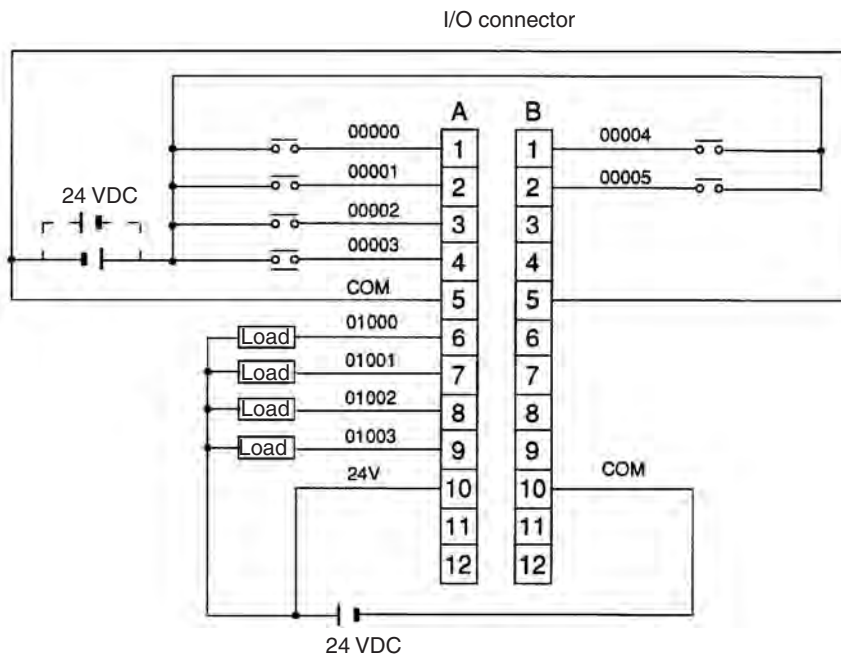 I/O connector
A B
00000 1 1 00004
00001 2 2 00005
24 VDC
00002 3 3
00003 4 4
COM 5 5
Load 01000 6 6
Load 01001 7 7
Load 01002 8 8
Load 01003 9 9
24V 10 10 COM
11 11
12 12
24 VDC